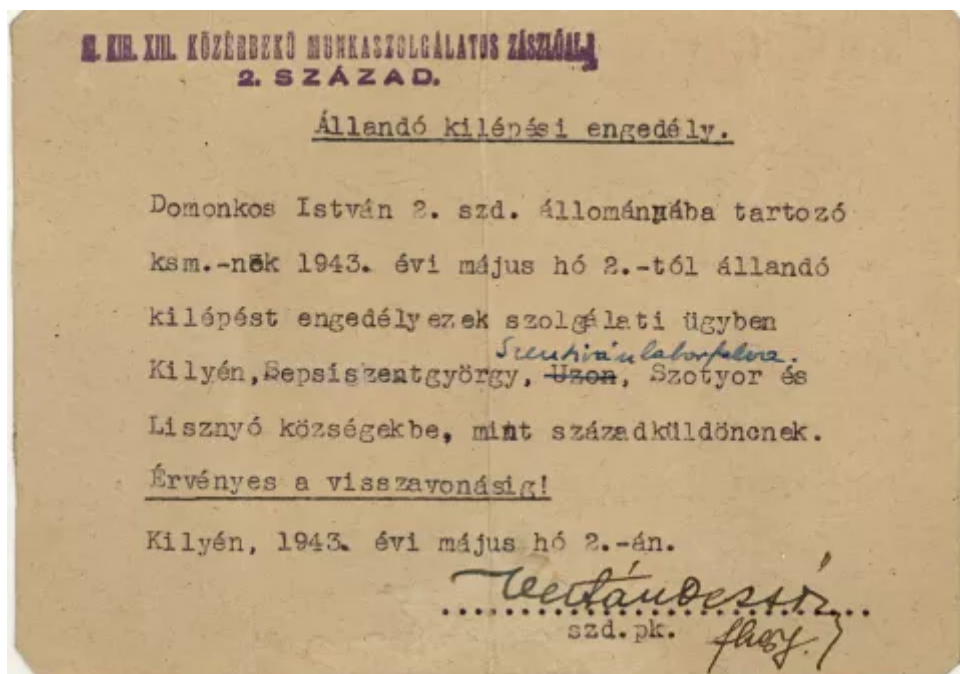 M. KIR. XIII. KÖZÉRDEKŰ MUNKASZOLGÁLATOS ZÁSZLÓALJ
2. SZÁZAD.
Állandó kilépési engedély.
Domonkos István 2. szd. állományába tartozó
ksm.-nek 1943. évi május hó 2.-tól állandó
kilépést engedélyezek szolgálati ügyben
Szentivánlaborfalva.
Kilyén, Sepsiszentgyörgy, Uzon, Szotyor és
Lisznyó községekbe, mint századküldöncnek.
Érvényes a visszavonásig!
Kilyén, 1943. évi május hó 2.-án.
Dezső
szd.pk.